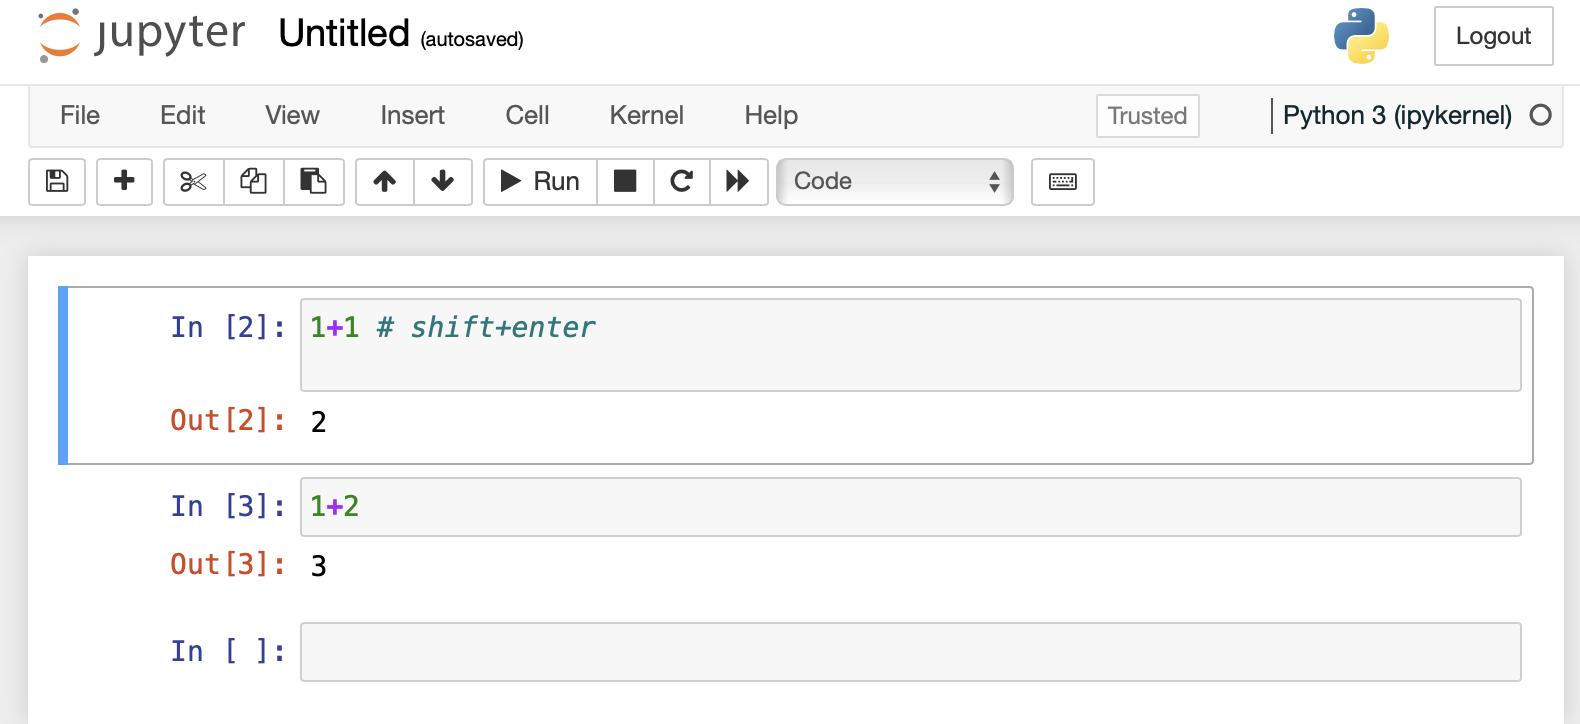 jupyter Untitled (autosaved) Logout
File Edit View Insert Cell Kernel Help Trusted Python 3 (ipykernel)
Run Code
In [2]: 1+1 # shift+enter
Out[2]: 2
In [3]: 1+2
Out[3]: 3
In [ ]: